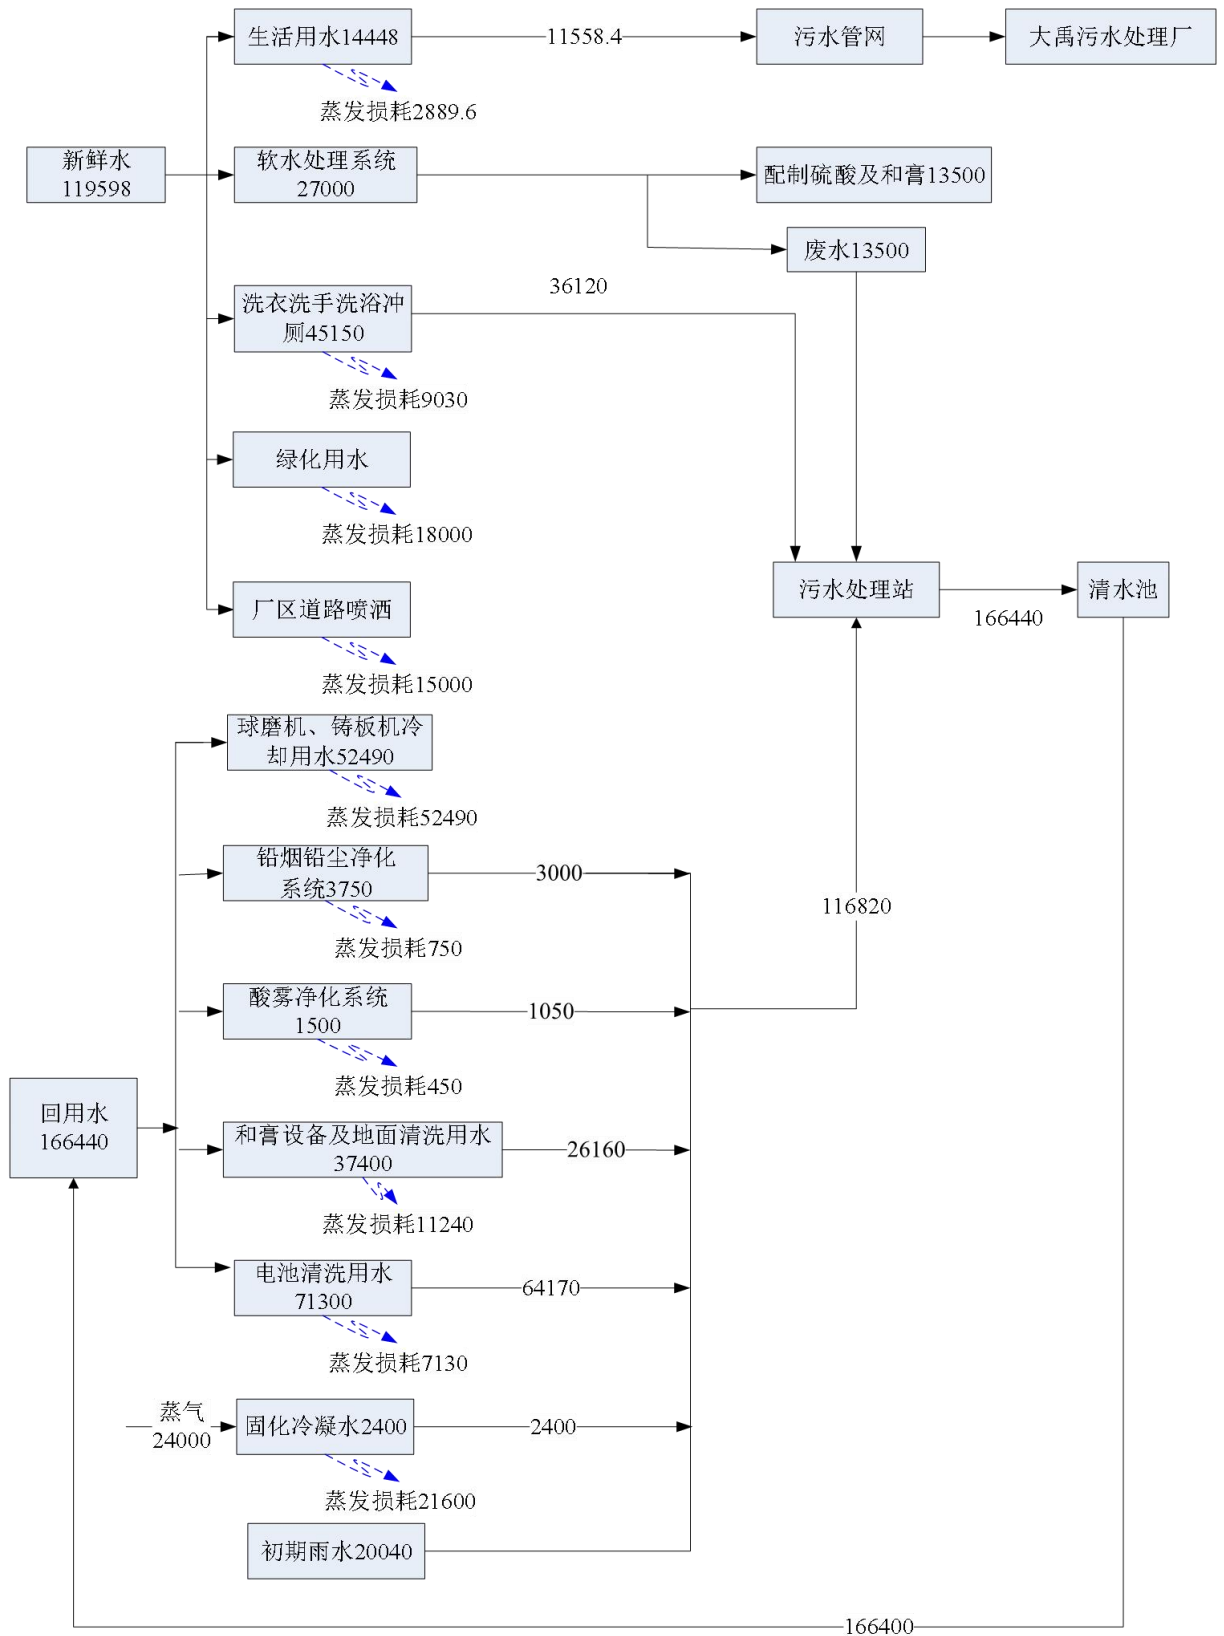 生活用水14448
11558.4
污水管网
大禹污水处理厂
蒸发损耗2889.6
新鲜水
119598
软水处理系统
27000
配制硫酸及和膏13500
废水13500
36120
洗衣洗手洗浴冲
厕45150
蒸发损耗9030
绿化用水
蒸发损耗18000
污水处理站
166440
清水池
厂区道路喷洒
蒸发损耗15000
球磨机、铸板机冷
却用水52490
蒸发损耗52490
铅烟铅尘净化
系统3750
3000
蒸发损耗750
116820
酸雾净化系统
1500
1050
蒸发损耗450
回用水
166440
和膏设备及地面清洗用水
37400
26160
蒸发损耗11240
电池清洗用水
71300
64170
蒸发损耗7130
蒸气
24000
固化冷凝水2400
2400
蒸发损耗21600
初期雨水20040
166400